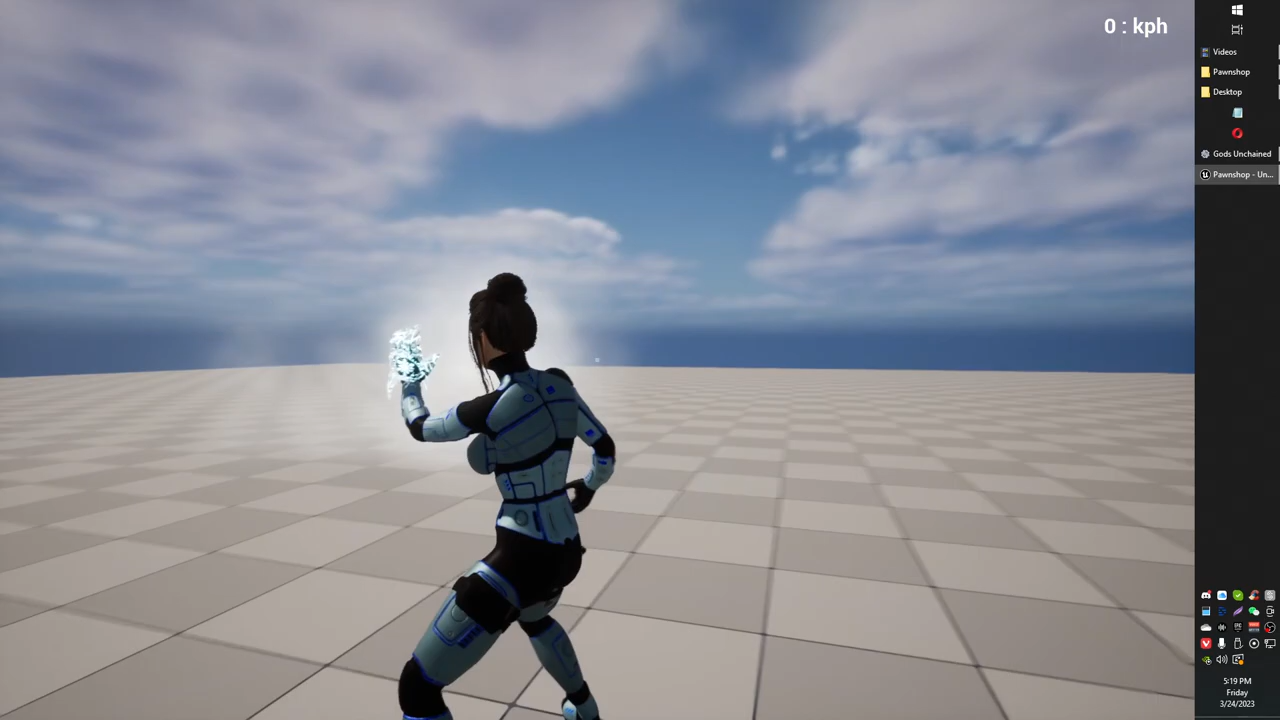 0 : kph
Videos
Pawnshop
Desktop
Gods Unchained
Pawnshop - Un...
5:19 PM
Friday
3/24/2023